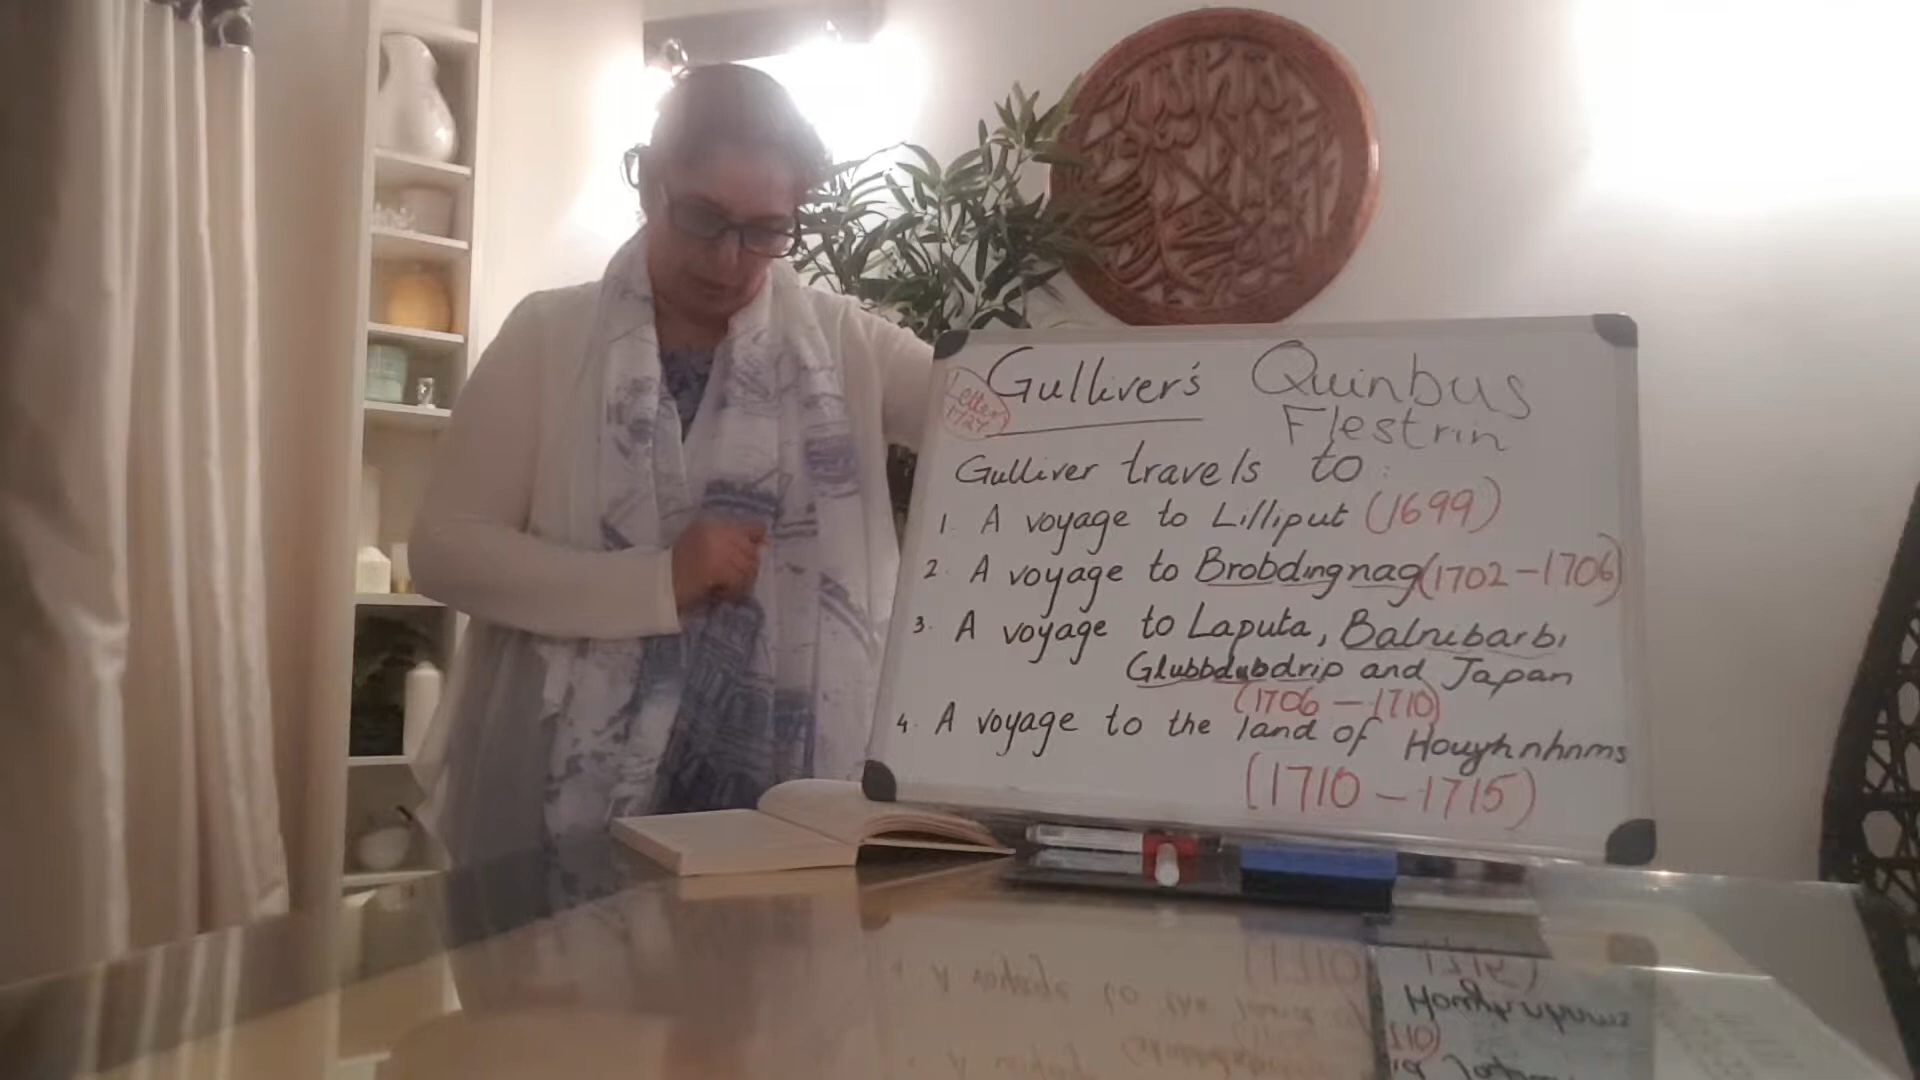 Letter
1727
Gulliver's Quinbus
Flestrin
Gulliver travels to:
1. A voyage to Lilliput (1699)
2. A voyage to Brobdingnag (1702 – 1706)
3. A voyage to Laputa, Balnibarbi
Glubbdubdrip and Japan
(1706 – 1710)
4. A voyage to the land of Houyhnhnms
(1710 – 1715)